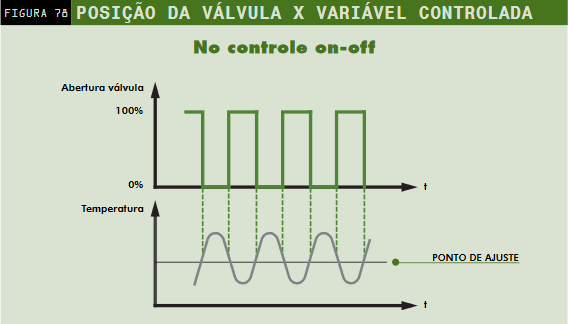 FIGURA 78 POSIÇÃO DA VÁLVULA X VARIÁVEL CONTROLADA
No controle on-off
Abertura válvula
100%
0%
t
Temperatura
PONTO DE AJUSTE
t